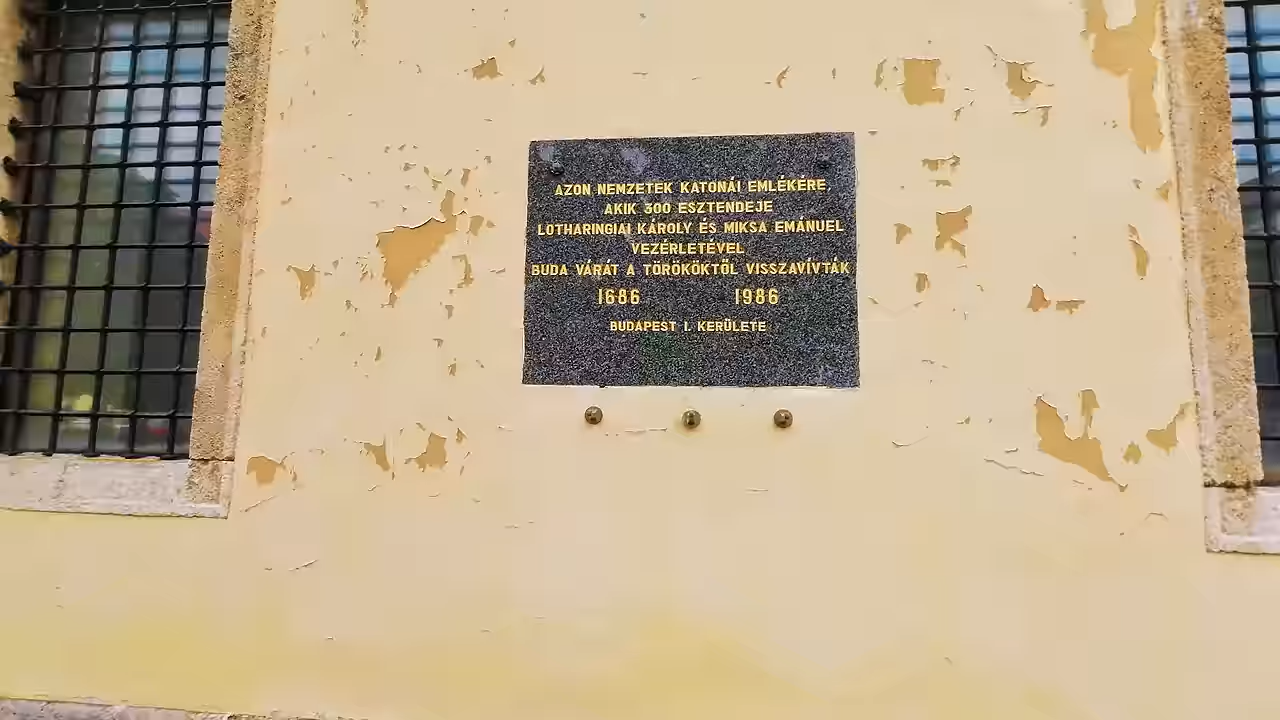 AZON NEMZETEK KATONÁI EMLÉKÉRE,
AKIK 300 ESZTENDEJE
LOTHARINGIAI KÁROLY ÉS MIKSA EMÁNUEL
VEZÉRLETÉVEL
BUDA VÁRÁT A TÖRÖKÖKTŐL VISSZAVÍVTÁK
1686 1986
BUDAPEST I. KERÜLETE